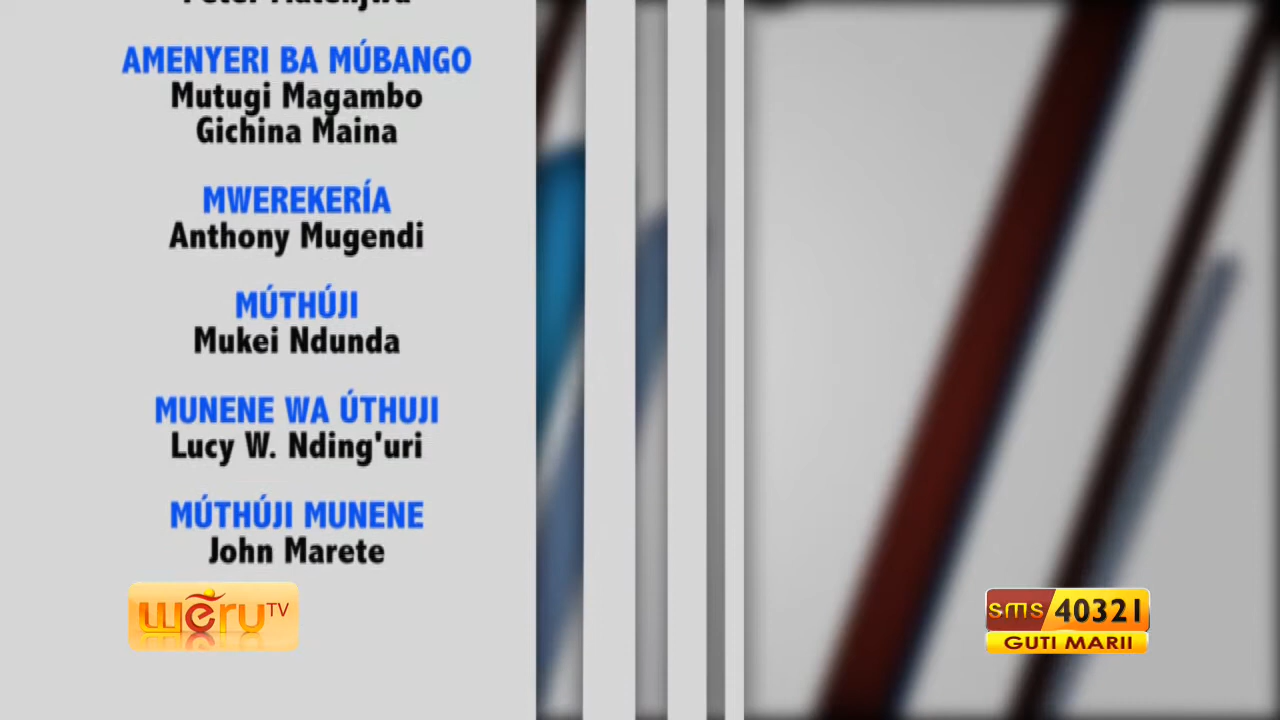 AMENYERI BA MÚBANGO
Mutugi Magambo
Gichina Maina
MWEREKERÍA
Anthony Mugendi
MÚTHÚJI
Mukei Ndunda
MUNENE WA ÚTHUJI
Lucy W. Nding'uri
MÚTHÚJI MUNENE
John Marete
wĕru TV
sms 40321
GUTI MARII